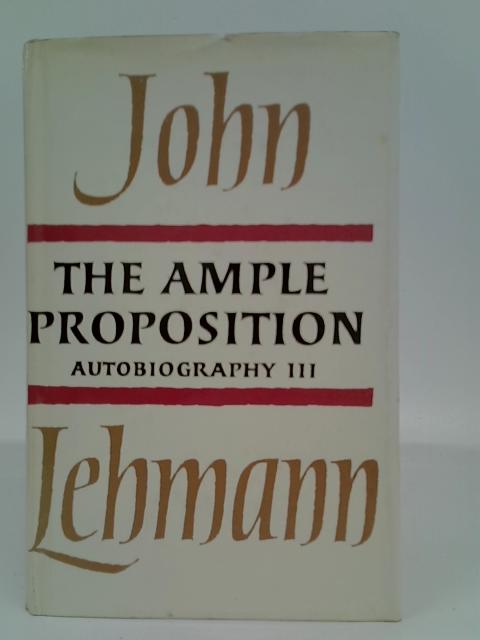 John
THE AMPLE
PROPOSITION
AUTOBIOGRAPHY III
Lehmann